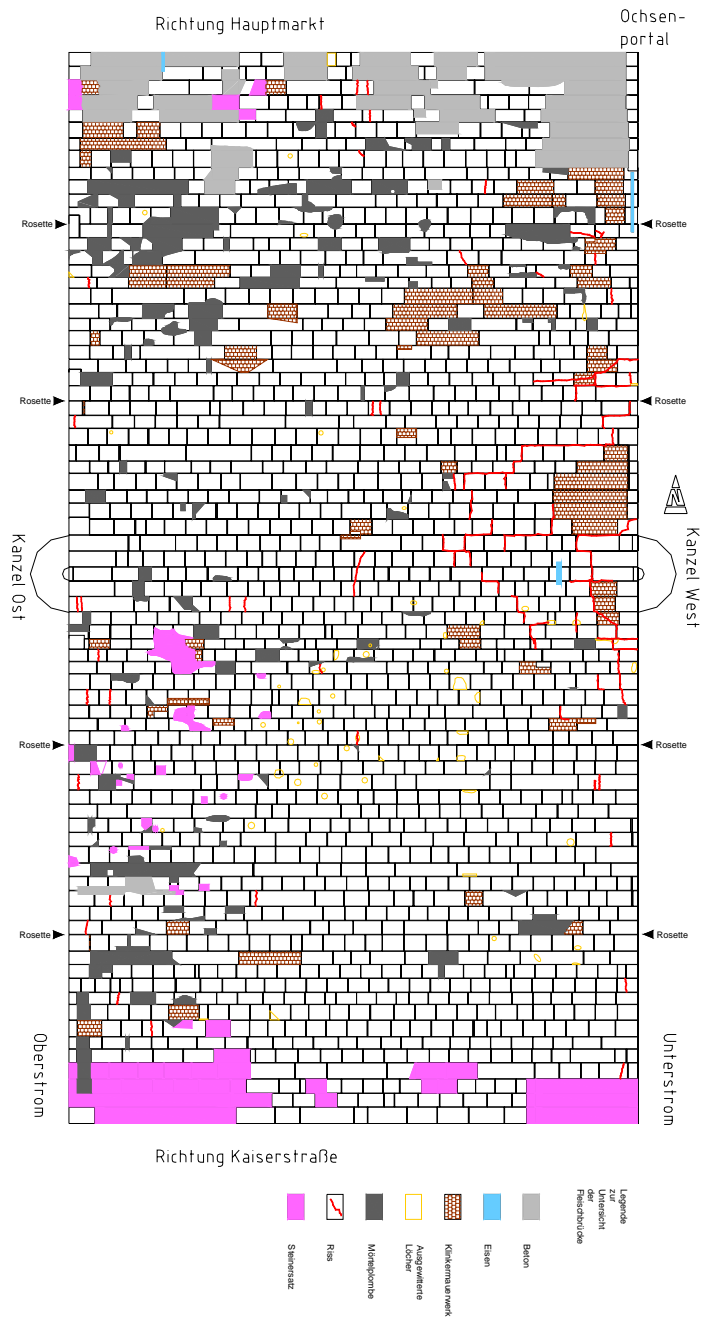 Richtung Hauptmarkt
Ochsen-
portal
Rosette
Rosette
Rosette
Rosette
N
Kanzel Ost
Kanzel West
Rosette
Rosette
Rosette
Rosette
Oberstrom
Unterstrom
Richtung Kaiserstraße
Legende
zur
Untersicht
der
Fleischbrücke
Beton
Eisen
Klinkermauerwerk
Ausgewitterte
Löcher
Mörtelplombe
Riss
Steinersatz